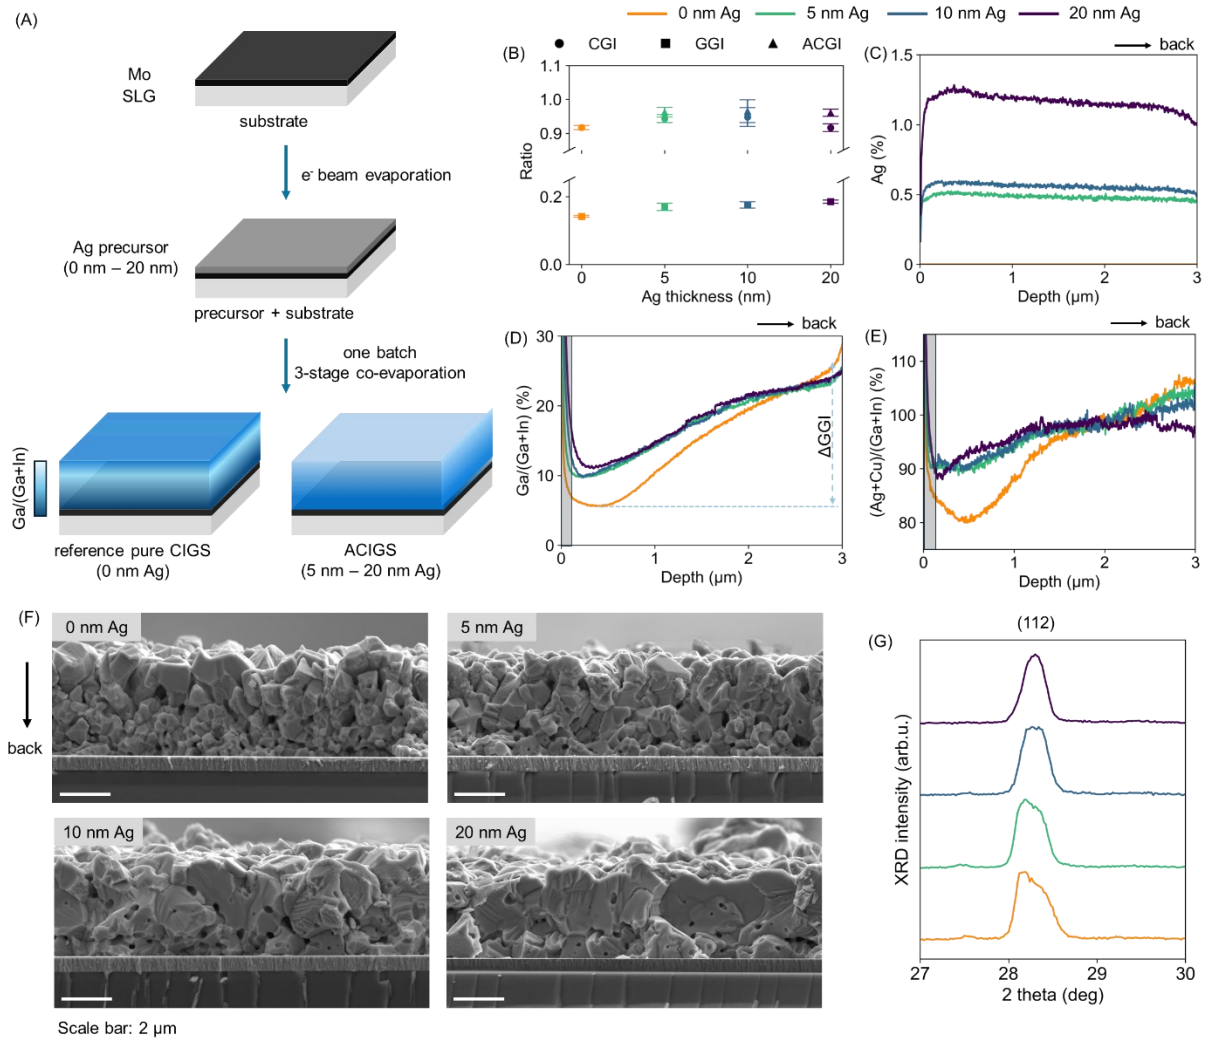 (A)
Mo
SLG
substrate
e⁻ beam evaporation
Ag precursor
(0 nm – 20 nm)
precursor + substrate
one batch
3-stage co-evaporation
Ga/(Ga+In)
reference pure CIGS
(0 nm Ag)
ACIGS
(5 nm – 20 nm Ag)
0 nm Ag 5 nm Ag 10 nm Ag 20 nm Ag
CGI GGI ACGI
(B)
1.1
1.0
0.9
0.2
0.0
Ratio
0 5 10 20
Ag thickness (nm)
(C)
back
1.5
1.0
0.5
0
Ag (%)
0 1 2 3
Depth (µm)
(D)
back
30
20
10
0
Ga/(Ga+In) (%)
ΔGGI
0 1 2 3
Depth (µm)
(E)
back
110
100
90
80
(Ag+Cu)/(Ga+In) (%)
0 1 2 3
Depth (µm)
(F)
back
0 nm Ag
5 nm Ag
10 nm Ag
20 nm Ag
Scale bar: 2 µm
(G)
(112)
XRD intensity (arb.u.)
27 28 29 30
2 theta (deg)